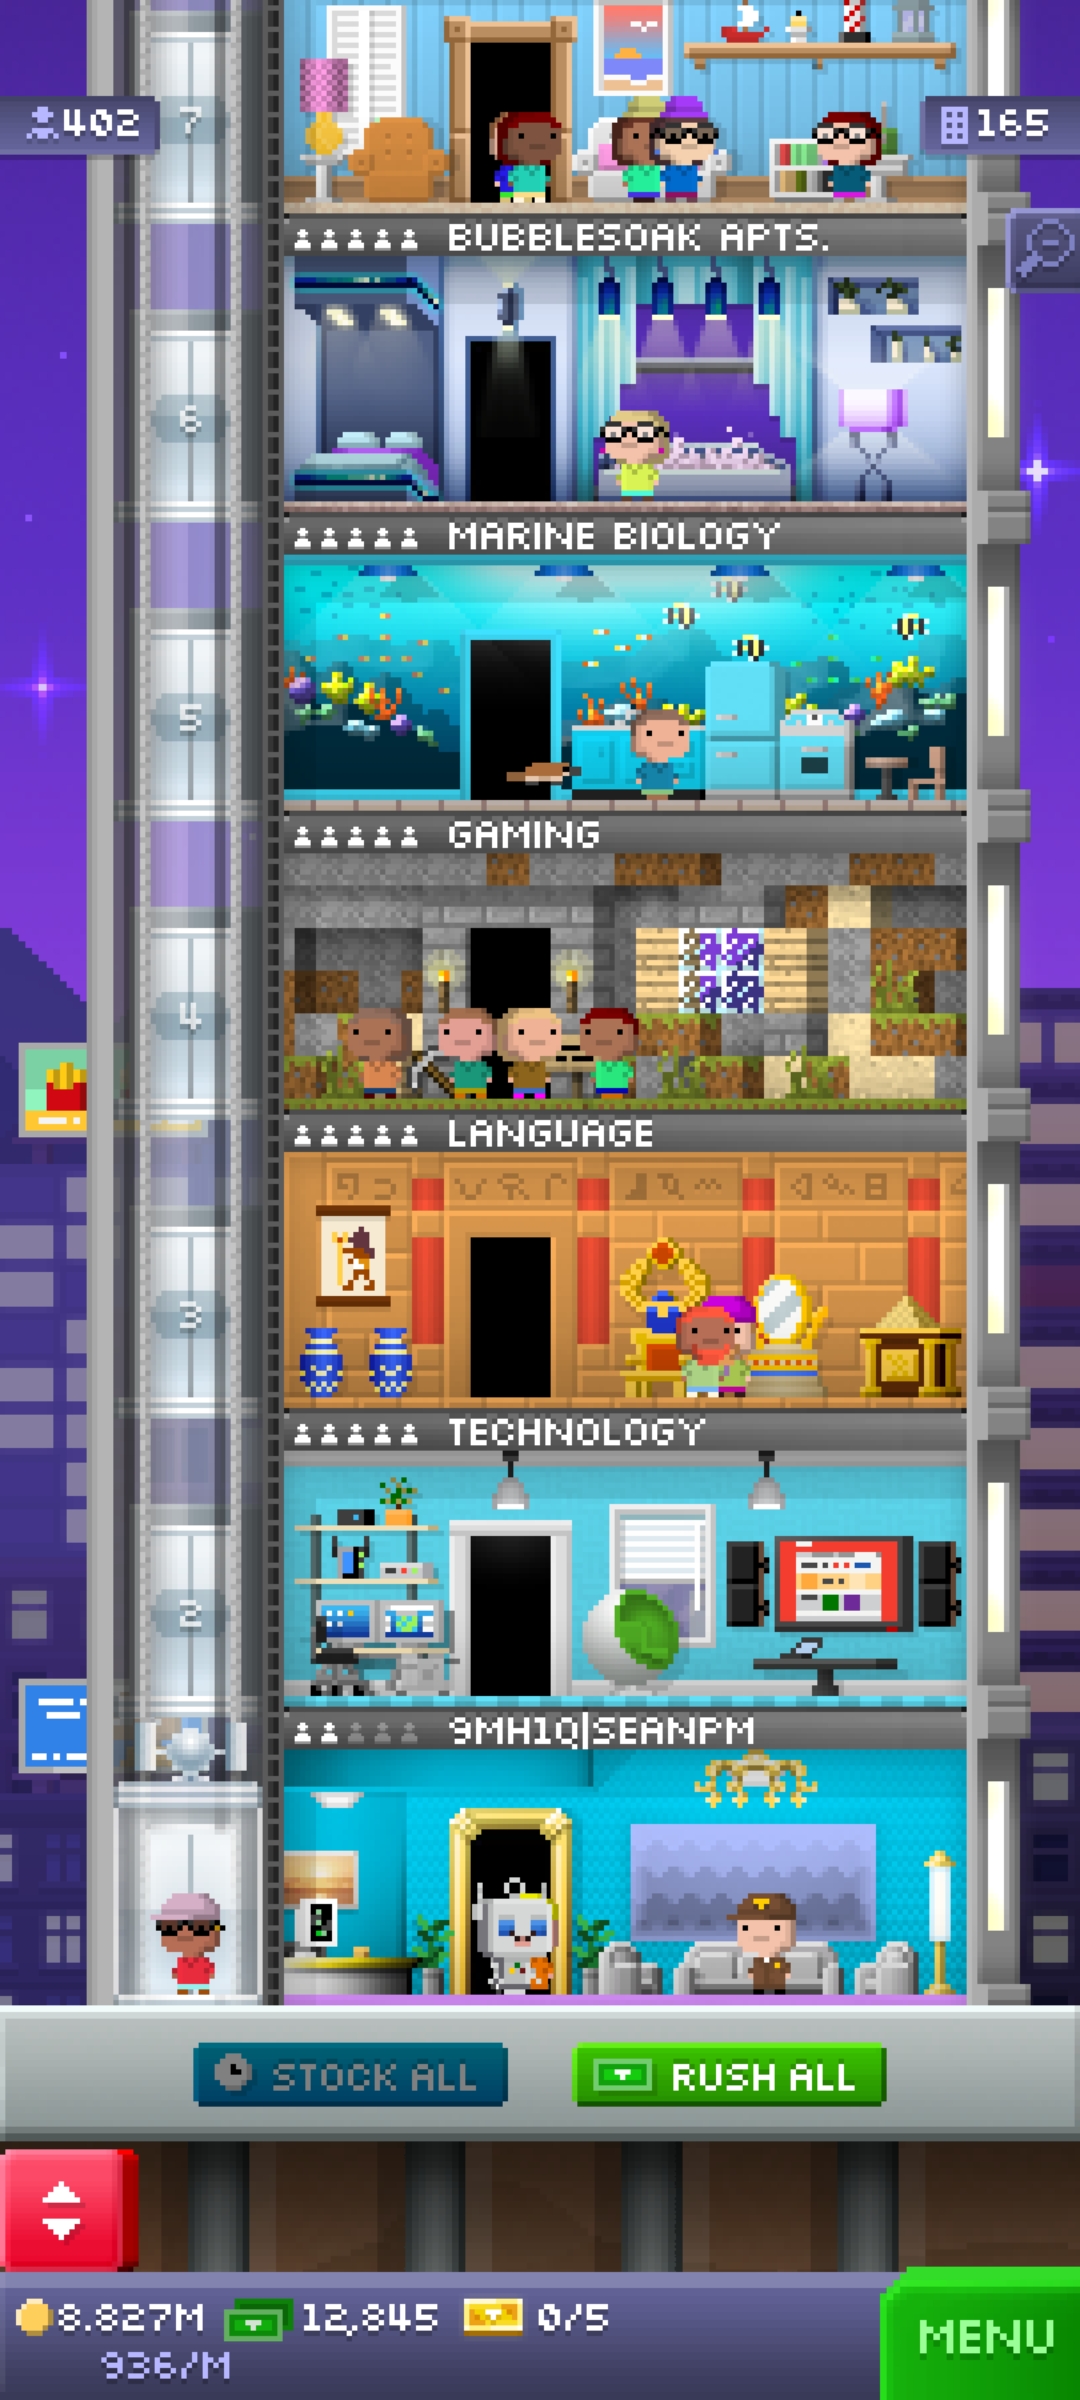 7
402
165
BUBBLESOAK APTS.
6
MARINE BIOLOGY
5
GAMING
4
LANGUAGE
3
TECHNOLOGY
2
9MH1Q|SEANPM
STOCK ALL
RUSH ALL
8.827M
12,845
0/5
936/M
MENU